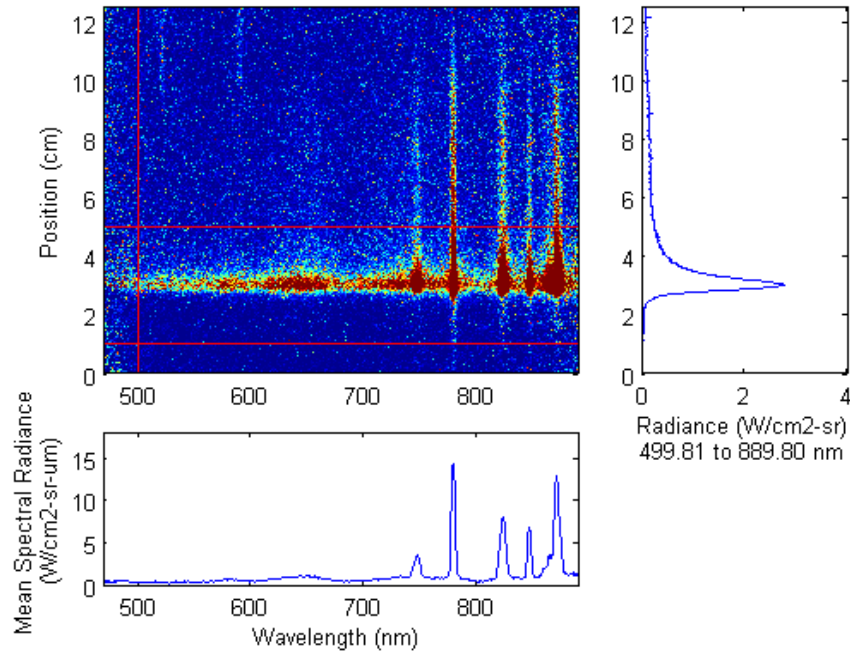 12
10
8
6
4
2
0
Position (cm)
500 600 700 800
12
10
8
6
4
2
0
0 2 4
Radiance (W/cm2-sr)
499.81 to 889.80 nm
Mean Spectral Radiance
(W/cm2-sr-um)
15
10
5
0
500 600 700 800
Wavelength (nm)